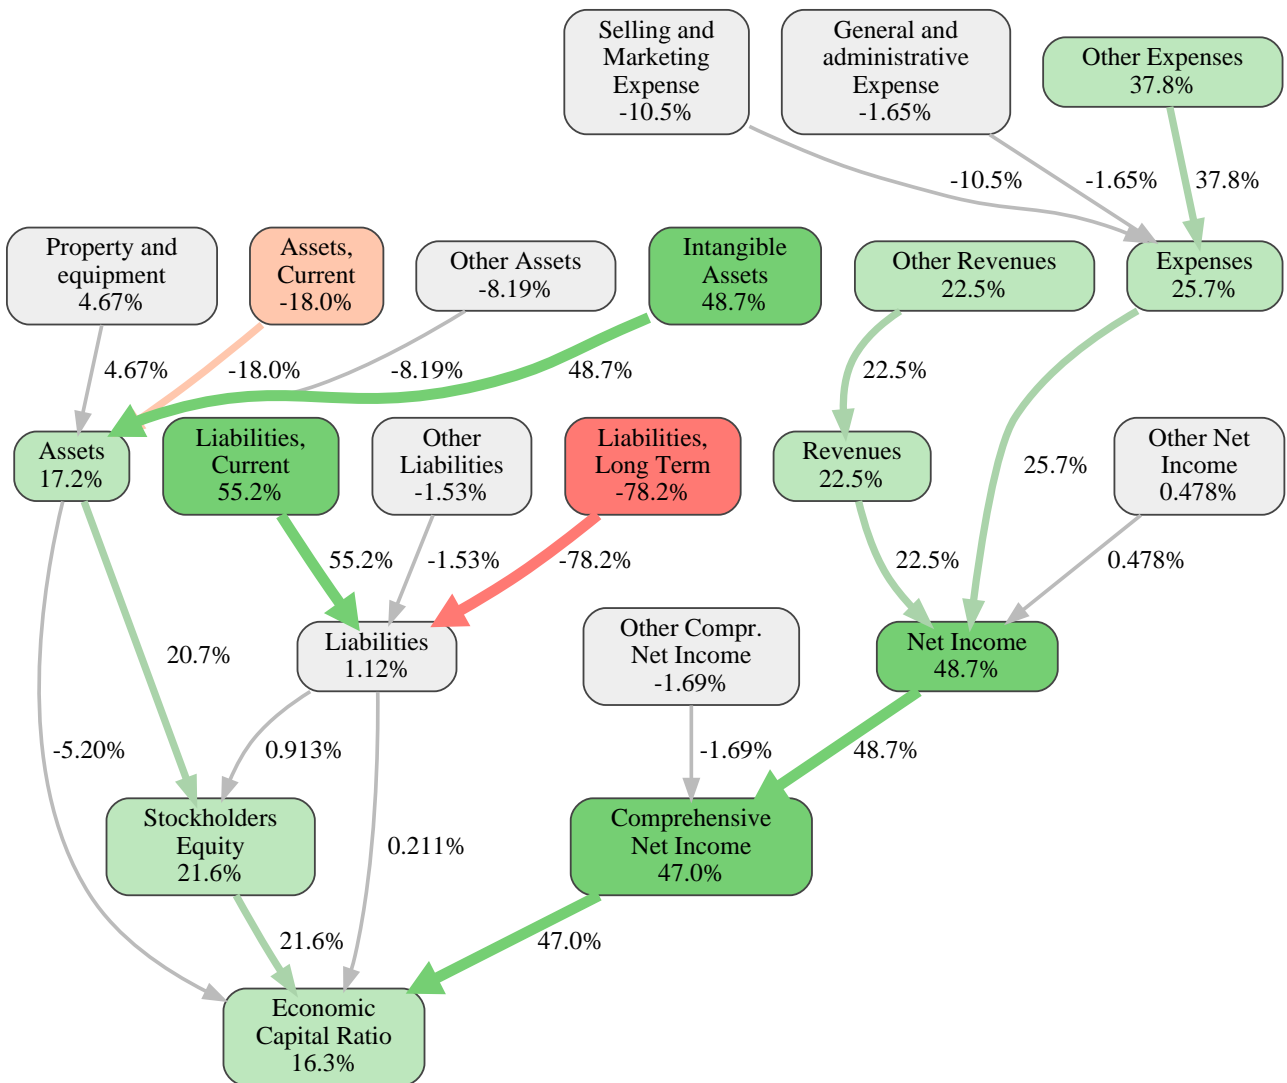 Selling and
Marketing
Expense
-10.5%
General and
administrative
Expense
-1.65%
Other Expenses
37.8%
-10.5%
-1.65%
37.8%
Property and
equipment
4.67%
Assets,
Current
-18.0%
Other Assets
-8.19%
Intangible
Assets
48.7%
Other Revenues
22.5%
Expenses
25.7%
4.67%
-18.0%
-8.19%
48.7%
22.5%
Assets
17.2%
Liabilities,
Current
55.2%
Other
Liabilities
-1.53%
Liabilities,
Long Term
-78.2%
Revenues
22.5%
25.7%
Other Net
Income
0.478%
55.2%
-1.53%
-78.2%
22.5%
0.478%
20.7%
Liabilities
1.12%
Other Compr.
Net Income
-1.69%
Net Income
48.7%
-5.20%
0.913%
-1.69%
48.7%
Stockholders
Equity
21.6%
0.211%
Comprehensive
Net Income
47.0%
21.6%
47.0%
Economic
Capital Ratio
16.3%